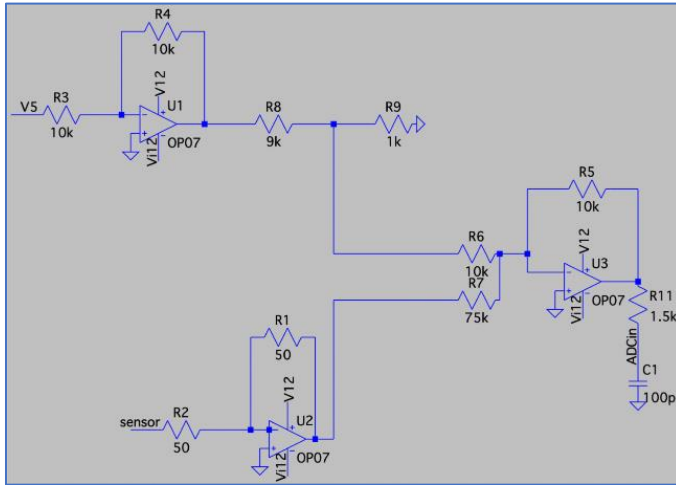 R4
10k
V12
V5
R3
10k
U1
OP07
Vi12
R8
9k
R9
1k
R5
10k
V12
R6
10k
U3
OP07
Vi12
R7
75k
R11
1.5k
ADCin
C1
100p
R1
50
V12
sensor
R2
50
U2
OP07
Vi12